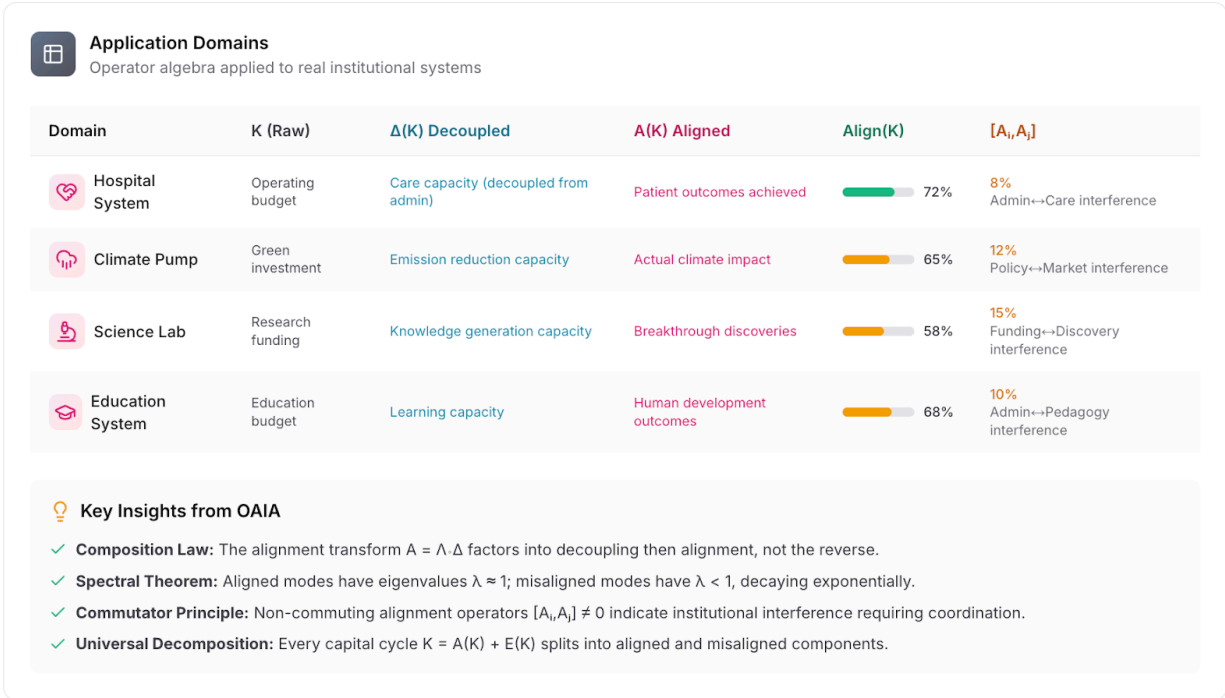 Application Domains
Operator algebra applied to real institutional systems
Domain K (Raw) Δ(K) Decoupled A(K) Aligned Align(K) [Aᵢ,Aⱼ]
Hospital
System
Operating
budget
Care capacity (decoupled from
admin)
Patient outcomes achieved
72%
8%
Admin↔Care interference
Climate Pump
Green
investment
Emission reduction capacity
Actual climate impact
65%
12%
Policy↔Market interference
Science Lab
Research
funding
Knowledge generation capacity
Breakthrough discoveries
58%
15%
Funding↔Discovery
interference
Education
System
Education
budget
Learning capacity
Human development
outcomes
68%
10%
Admin↔Pedagogy
interference
Key Insights from OAIA
Composition Law: The alignment transform A = Λ∘Δ factors into decoupling then alignment, not the reverse.
Spectral Theorem: Aligned modes have eigenvalues λ ≈ 1; misaligned modes have λ < 1, decaying exponentially.
Commutator Principle: Non-commuting alignment operators [Aᵢ,Aⱼ] ≠ 0 indicate institutional interference requiring coordination.
Universal Decomposition: Every capital cycle K = A(K) + E(K) splits into aligned and misaligned components.